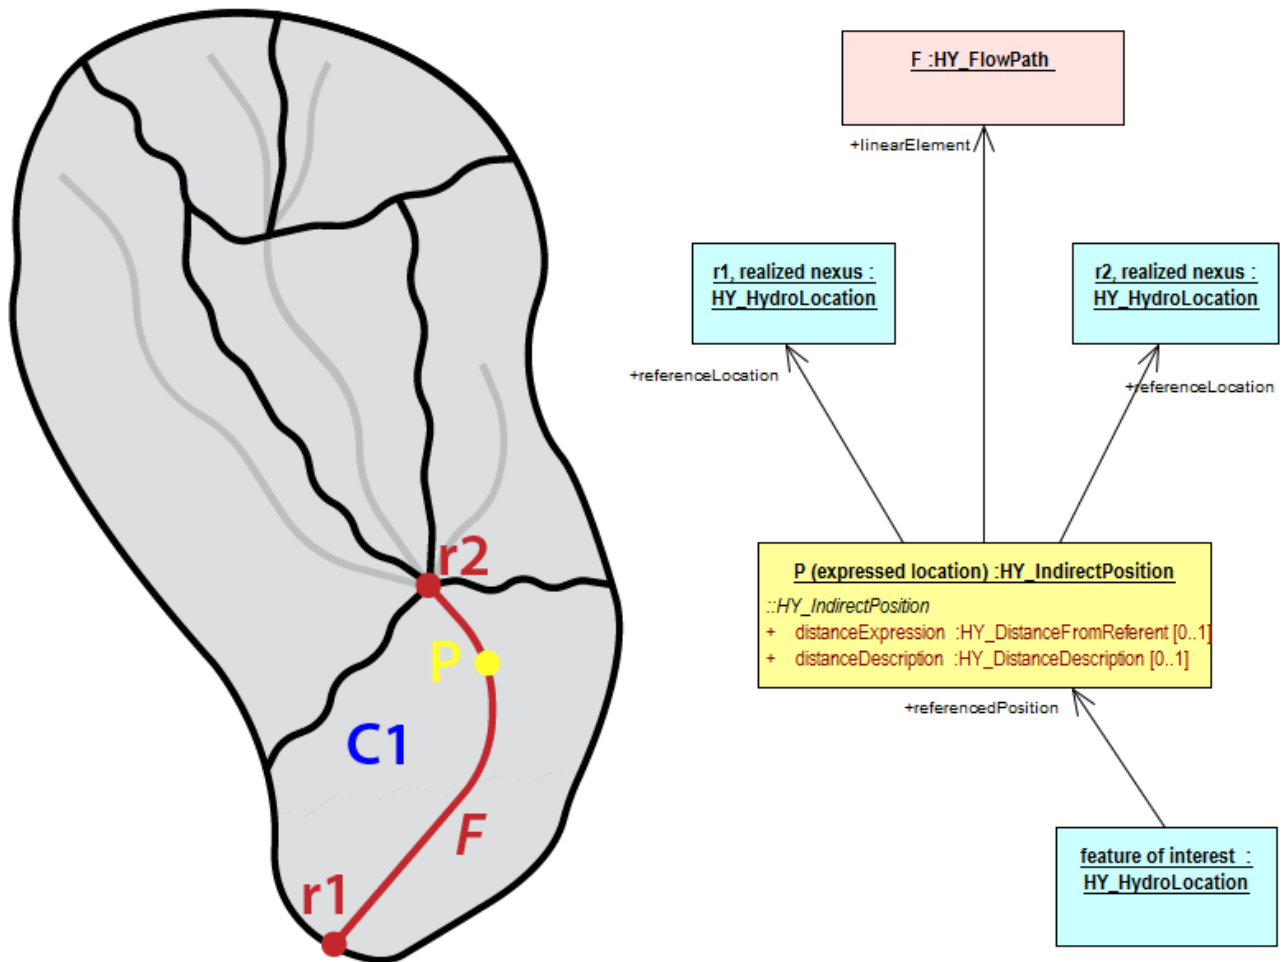 r2
P
C1
F
r1
F :HY_FlowPath
+linearElement
r1, realized nexus :
HY_HydroLocation
r2, realized nexus :
HY_HydroLocation
+referenceLocation
+referenceLocation
P (expressed location) :HY_IndirectPosition
::HY_IndirectPosition
+ distanceExpression :HY_DistanceFromReferent [0..1]
+ distanceDescription :HY_DistanceDescription [0..1]
+referencedPosition
feature of interest :
HY_HydroLocation